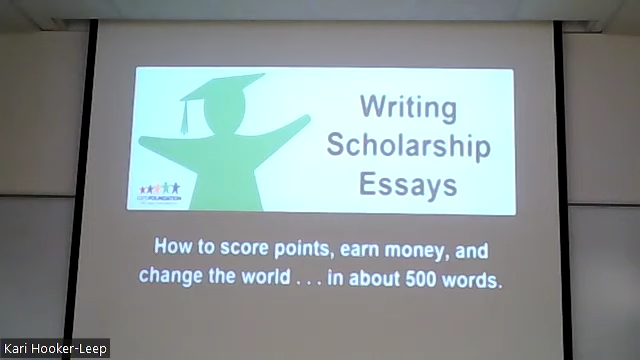 Writing
Scholarship
Essays
FOUNDATION
How to score points, earn money, and
change the world . . . in about 500 words.
Kari Hooker-Leep